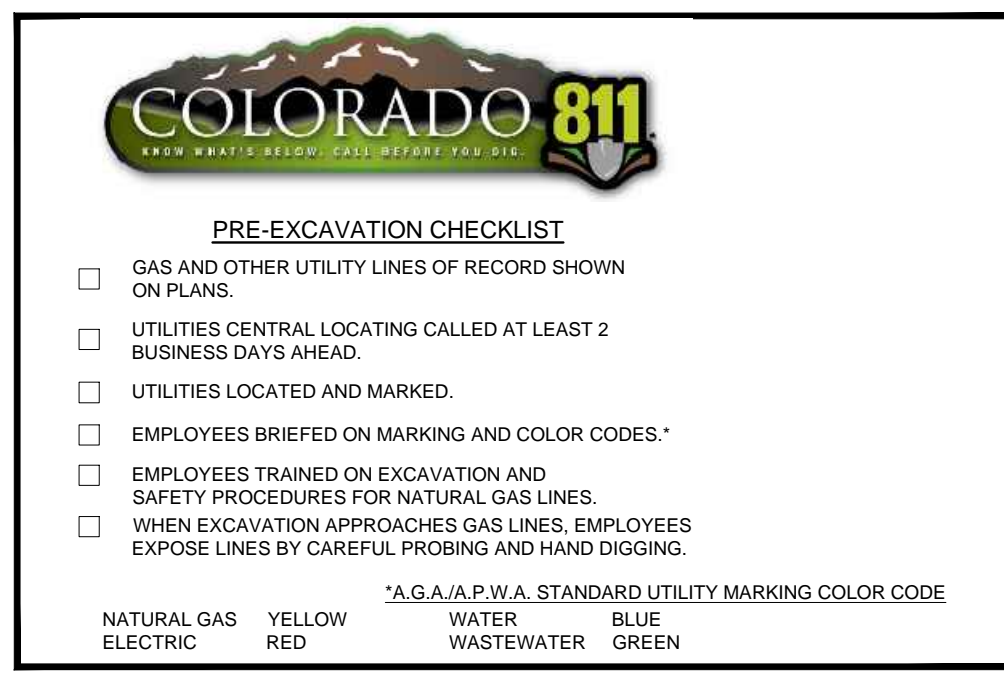 COLORADO 811
KNOW WHAT'S BELOW. CALL BEFORE YOU DIG.
PRE-EXCAVATION CHECKLIST
GAS AND OTHER UTILITY LINES OF RECORD SHOWN
ON PLANS.
UTILITIES CENTRAL LOCATING CALLED AT LEAST 2
BUSINESS DAYS AHEAD.
UTILITIES LOCATED AND MARKED.
EMPLOYEES BRIEFED ON MARKING AND COLOR CODES.*
EMPLOYEES TRAINED ON EXCAVATION AND
SAFETY PROCEDURES FOR NATURAL GAS LINES.
WHEN EXCAVATION APPROACHES GAS LINES, EMPLOYEES
EXPOSE LINES BY CAREFUL PROBING AND HAND DIGGING.
*A.G.A./A.P.W.A. STANDARD UTILITY MARKING COLOR CODE
NATURAL GAS YELLOW WATER BLUE
ELECTRIC RED WASTEWATER GREEN